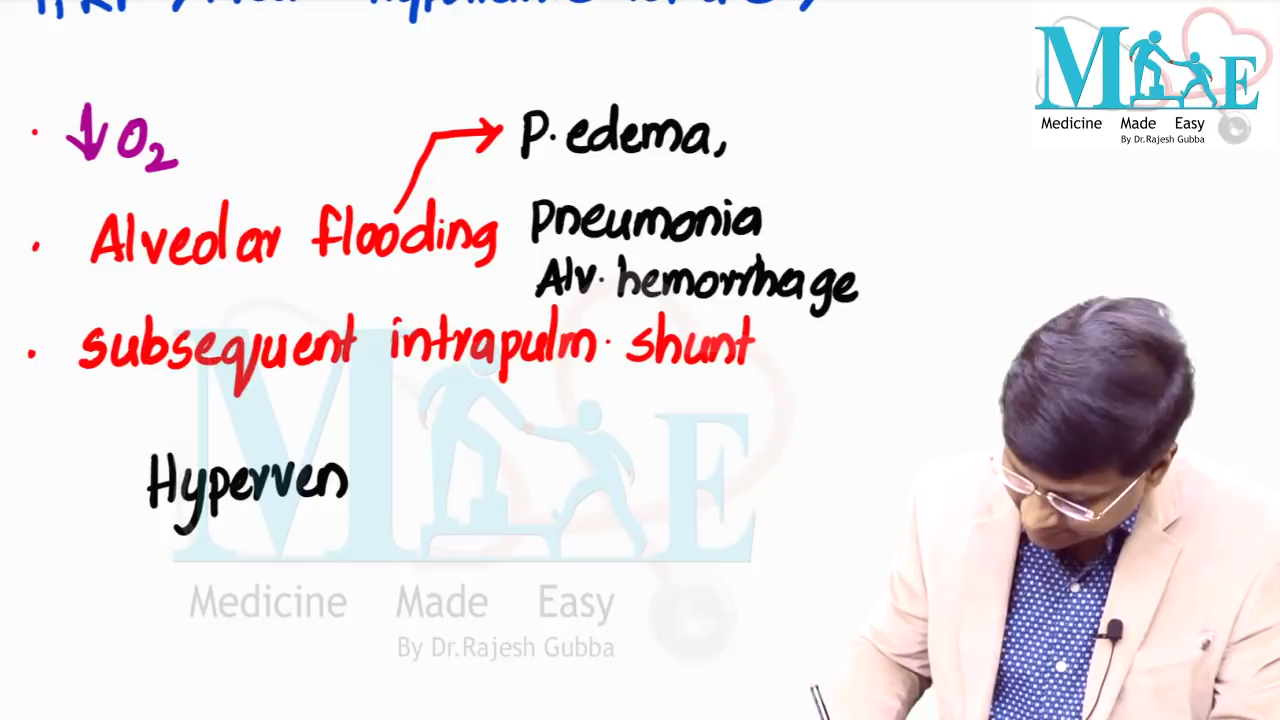 ↓ O2
P. edema,
Alveolar flooding
Pneumonia
Alv. hemorrhage
subsequent intrapulm. shunt
Hyperven
M E
Medicine Made Easy
By Dr.Rajesh Gubba
M E
Medicine Made Easy
By Dr.Rajesh Gubba